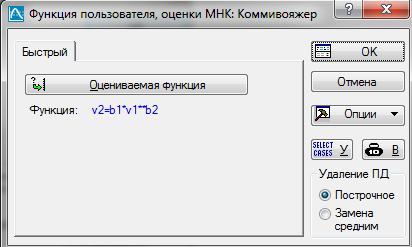 Функция пользователя, оценки МНК: Коммивояжер
? X
Быстрый
OK
Оцениваемая функция
Отмена
Функция: v2=b1*v1**b2
Опции
SELECT CASES У
10 В
Удаление ПД
Построчное
Замена
средним